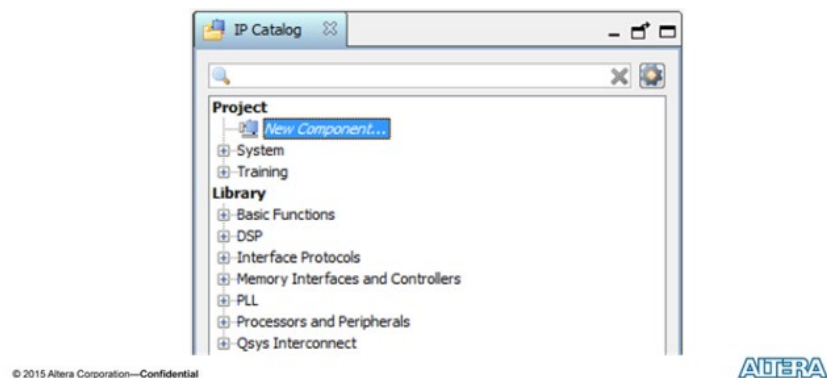 IP Catalog
Project
New Component...
System
Training
Library
Basic Functions
DSP
Interface Protocols
Memory Interfaces and Controllers
PLL
Processors and Peripherals
Qsys Interconnect
© 2015 Altera Corporation—Confidential
ALTERA